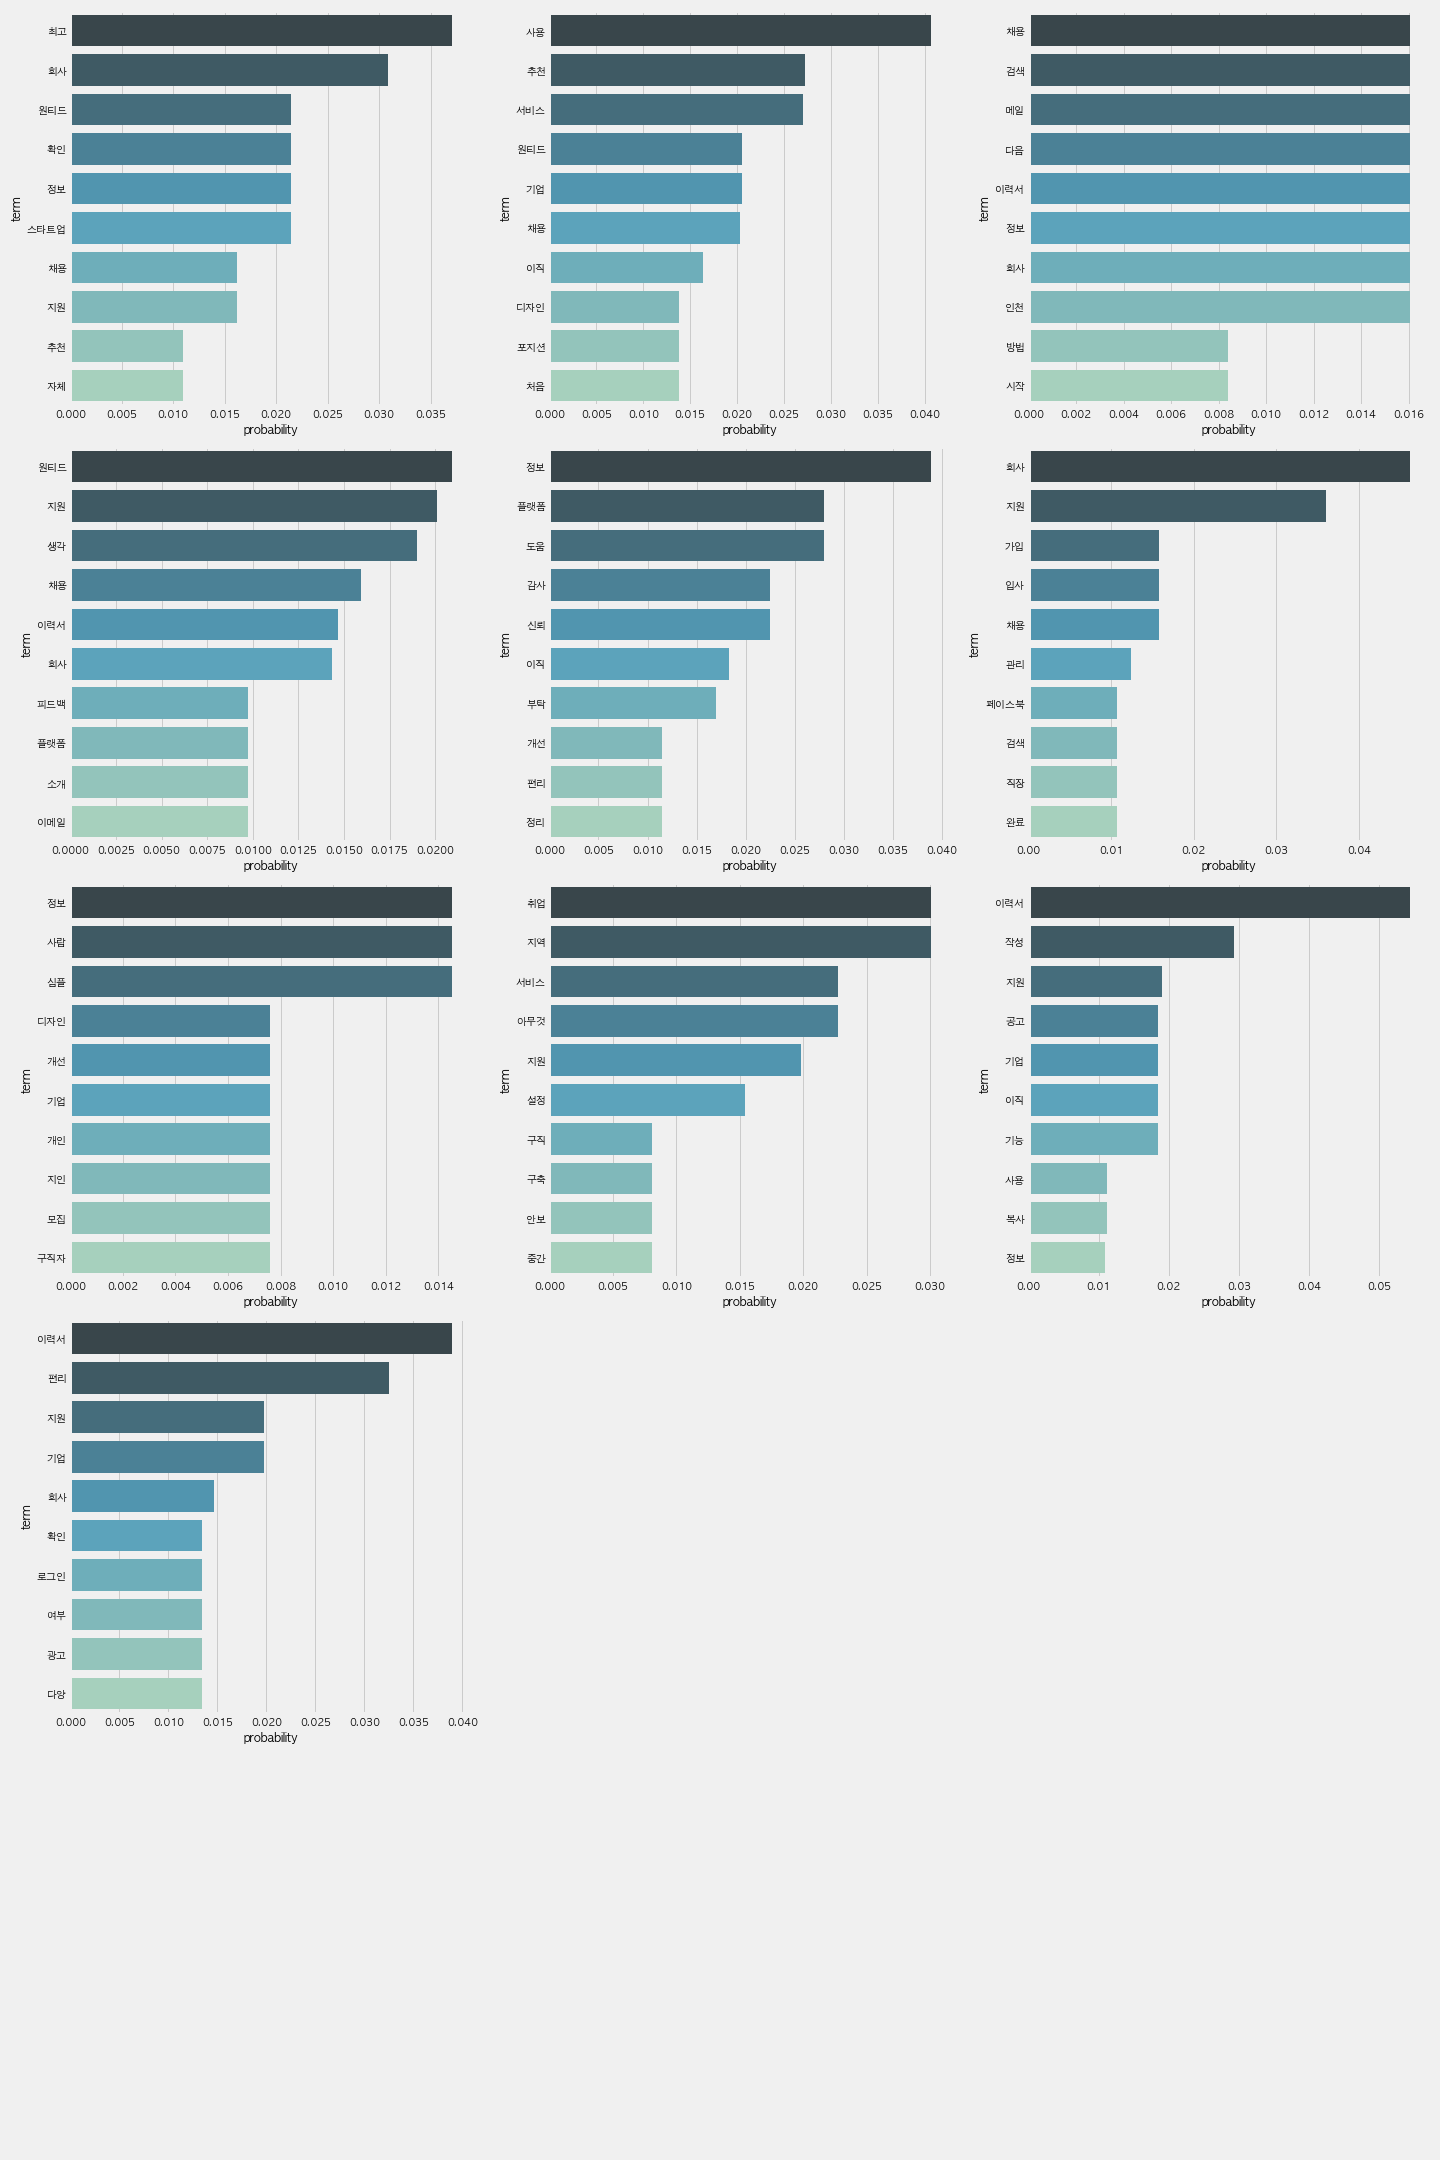 최고
회사
원티드
확인
정보
스타트업
채용
지원
추천
자체
term
0.000 0.005 0.010 0.015 0.020 0.025 0.030 0.035
probability
사용
추천
서비스
원티드
기업
채용
이직
디자인
포지션
처음
term
0.000 0.005 0.010 0.015 0.020 0.025 0.030 0.035 0.040
probability
채용
검색
메일
다음
이력서
정보
회사
인천
방법
시작
term
0.000 0.002 0.004 0.006 0.008 0.010 0.012 0.014 0.016
probability
원티드
지원
생각
채용
이력서
회사
피드백
플랫폼
소개
이메일
term
0.0000 0.0025 0.0050 0.0075 0.0100 0.0125 0.0150 0.0175 0.0200
probability
정보
플랫폼
도움
감사
신뢰
이직
부탁
개선
편리
정리
term
0.000 0.005 0.010 0.015 0.020 0.025 0.030 0.035 0.040
probability
회사
지원
가입
입사
채용
관리
페이스북
검색
직장
완료
term
0.00 0.01 0.02 0.03 0.04
probability
정보
사람
심플
디자인
개선
기업
개인
지인
모집
구직자
term
0.000 0.002 0.004 0.006 0.008 0.010 0.012 0.014
probability
취업
지역
서비스
아무것
지원
설정
구직
구축
안보
중간
term
0.000 0.005 0.010 0.015 0.020 0.025 0.030
probability
이력서
작성
지원
공고
기업
이직
기능
사용
복사
정보
term
0.00 0.01 0.02 0.03 0.04 0.05
probability
이력서
편리
지원
기업
회사
확인
로그인
여부
광고
다양
term
0.000 0.005 0.010 0.015 0.020 0.025 0.030 0.035 0.040
probability